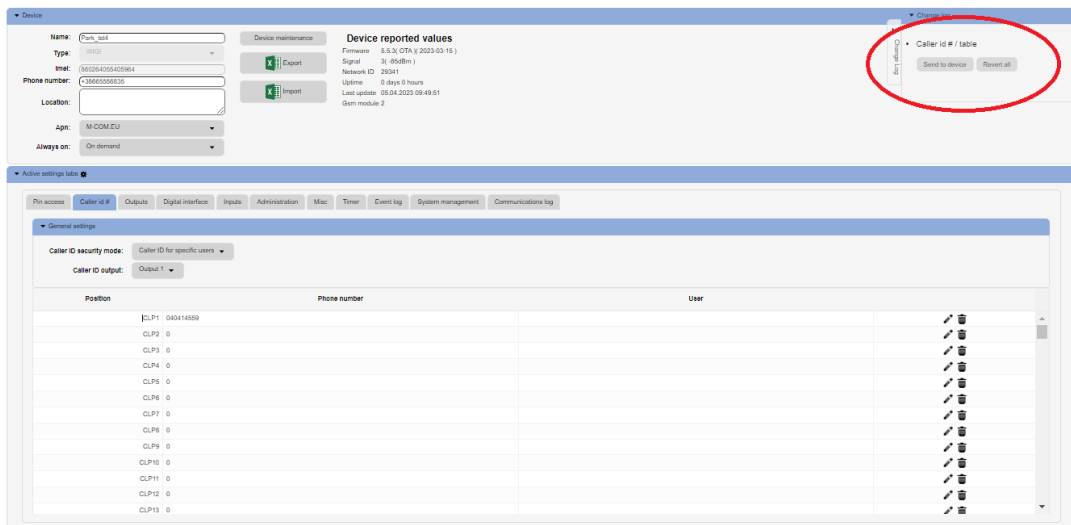 Device
Name: Park_tst4
Type: WIGI
Imei: 860264055405964
Phone number: +38665556835
Location:
Apn: M-COM.EU
Always on: On demand
Device maintenance
Export
Import
Device reported values
Firmware 5.5.3( OTA )( 2023-03-15 )
Signal 3( -85dBm )
Network ID 29341
Uptime 0 days 0 hours
Last update 05.04.2023 09:49:51
Gsm module 2
Change log
Change Log
• Caller id # / table
Send to device Revert all
Active settings tabs
Pin access Caller id # Outputs Digital interface Inputs Administration Misc Timer Event log System management Communications log
General settings
Caller ID security mode: Caller ID for specific users
Caller ID output: Output 1
Position Phone number User
CLP1 040414559
CLP2 0
CLP3 0
CLP4 0
CLP5 0
CLP6 0
CLP7 0
CLP8 0
CLP9 0
CLP10 0
CLP11 0
CLP12 0
CLP13 0